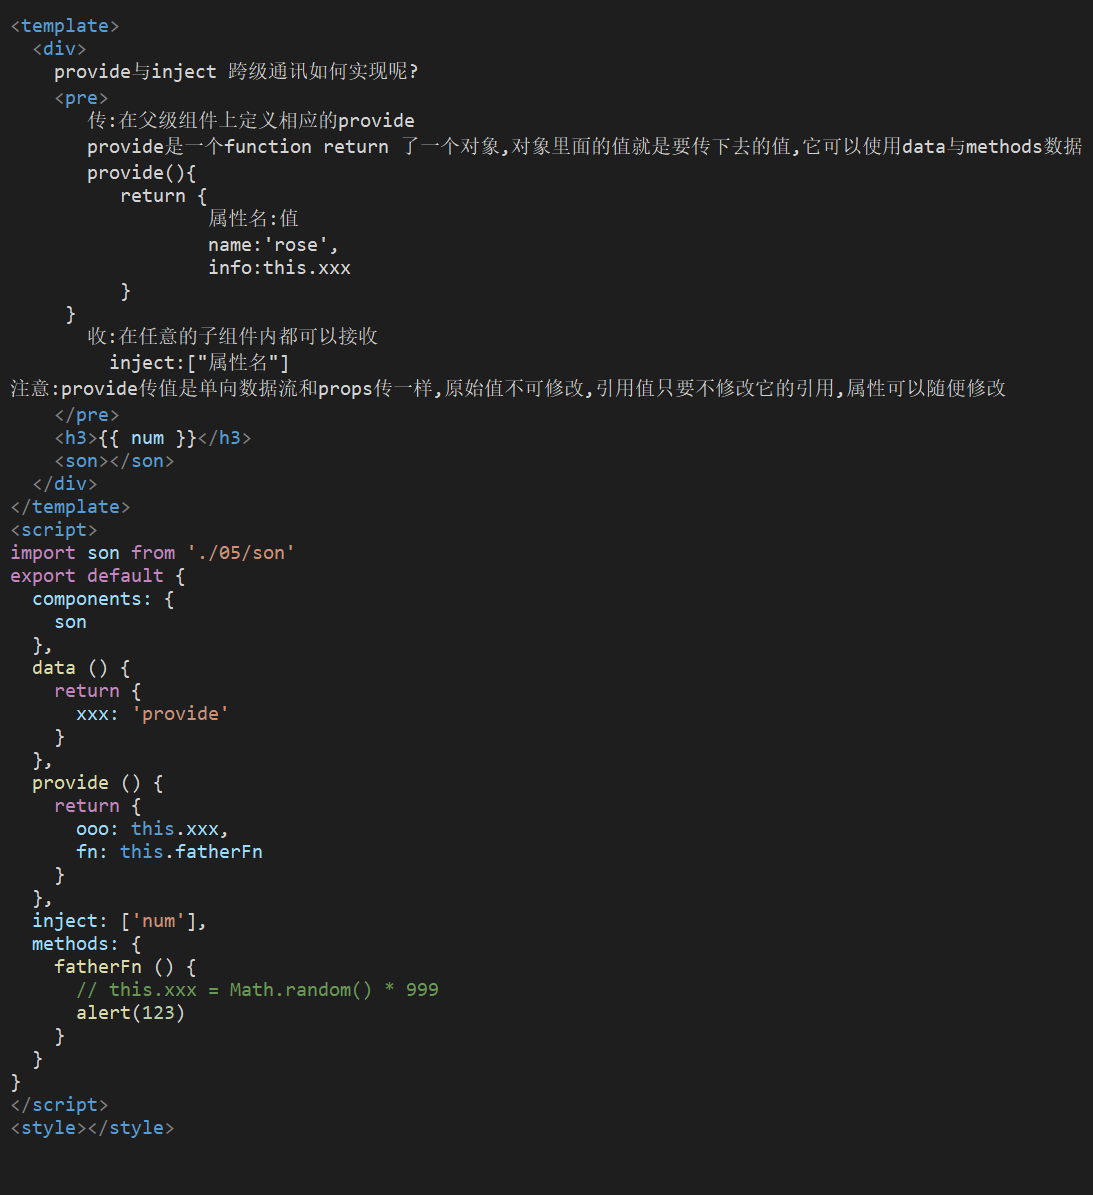 <template>
  <div>
    provide与inject 跨级通讯如何实现呢?
    <pre>
       传:在父级组件上定义相应的provide
       provide是一个function return 了一个对象,对象里面的值就是要传下去的值,它可以使用data与methods数据
       provide(){
          return {
                  属性名:值
                  name:'rose',
                  info:this.xxx
          }
     }
       收:在任意的子组件内都可以接收
         inject:["属性名"]
注意:provide传值是单向数据流和props传一样,原始值不可修改,引用值只要不修改它的引用,属性可以随便修改
    </pre>
    <h3>{{ num }}</h3>
    <son></son>
  </div>
</template>
<script>
import son from './05/son'
export default {
  components: {
    son
  },
  data () {
    return {
      xxx: 'provide'
    }
  },
  provide () {
    return {
      ooo: this.xxx,
      fn: this.fatherFn
    }
  },
  inject: ['num'],
  methods: {
    fatherFn () {
      // this.xxx = Math.random() * 999
      alert(123)
    }
  }
}
</script>
<style></style>